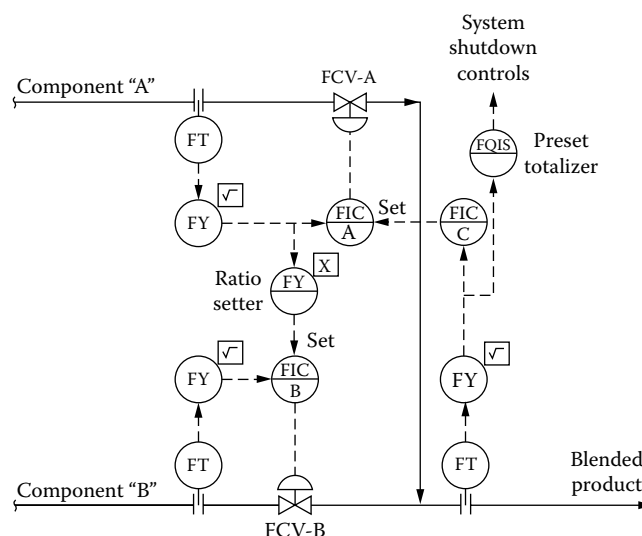 System
shutdown
controls
FCV-A
Component “A”
FT
FQIS
Preset
totalizer
√
FY
FIC
A
Set
FIC
C
X
FY
Ratio
setter
Set
√
FY
FIC
B
√
FY
FT
FT
Blended
product
Component “B”
FCV-B